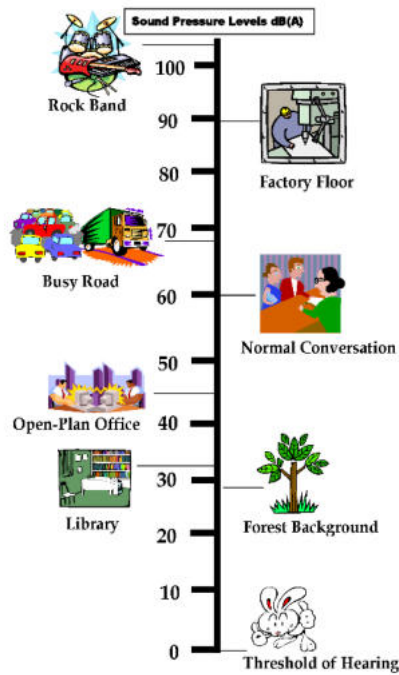 Sound Pressure Levels dB(A)
100
Rock Band
90
80
Factory Floor
70
Busy Road
60
Normal Conversation
50
Open-Plan Office
40
30
Library
Forest Background
20
10
0
Threshold of Hearing